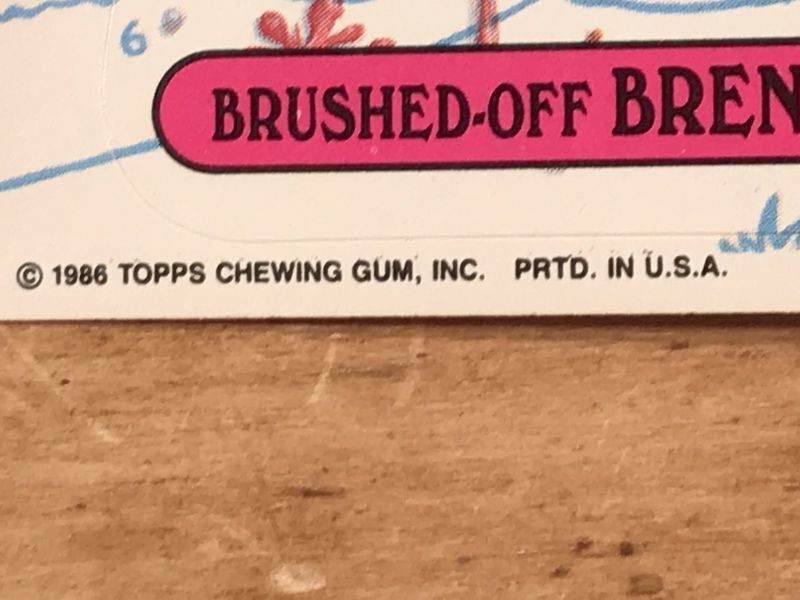 6
BRUSHED-OFF BREN
© 1986 TOPPS CHEWING GUM, INC. PRTD. IN U.S.A.